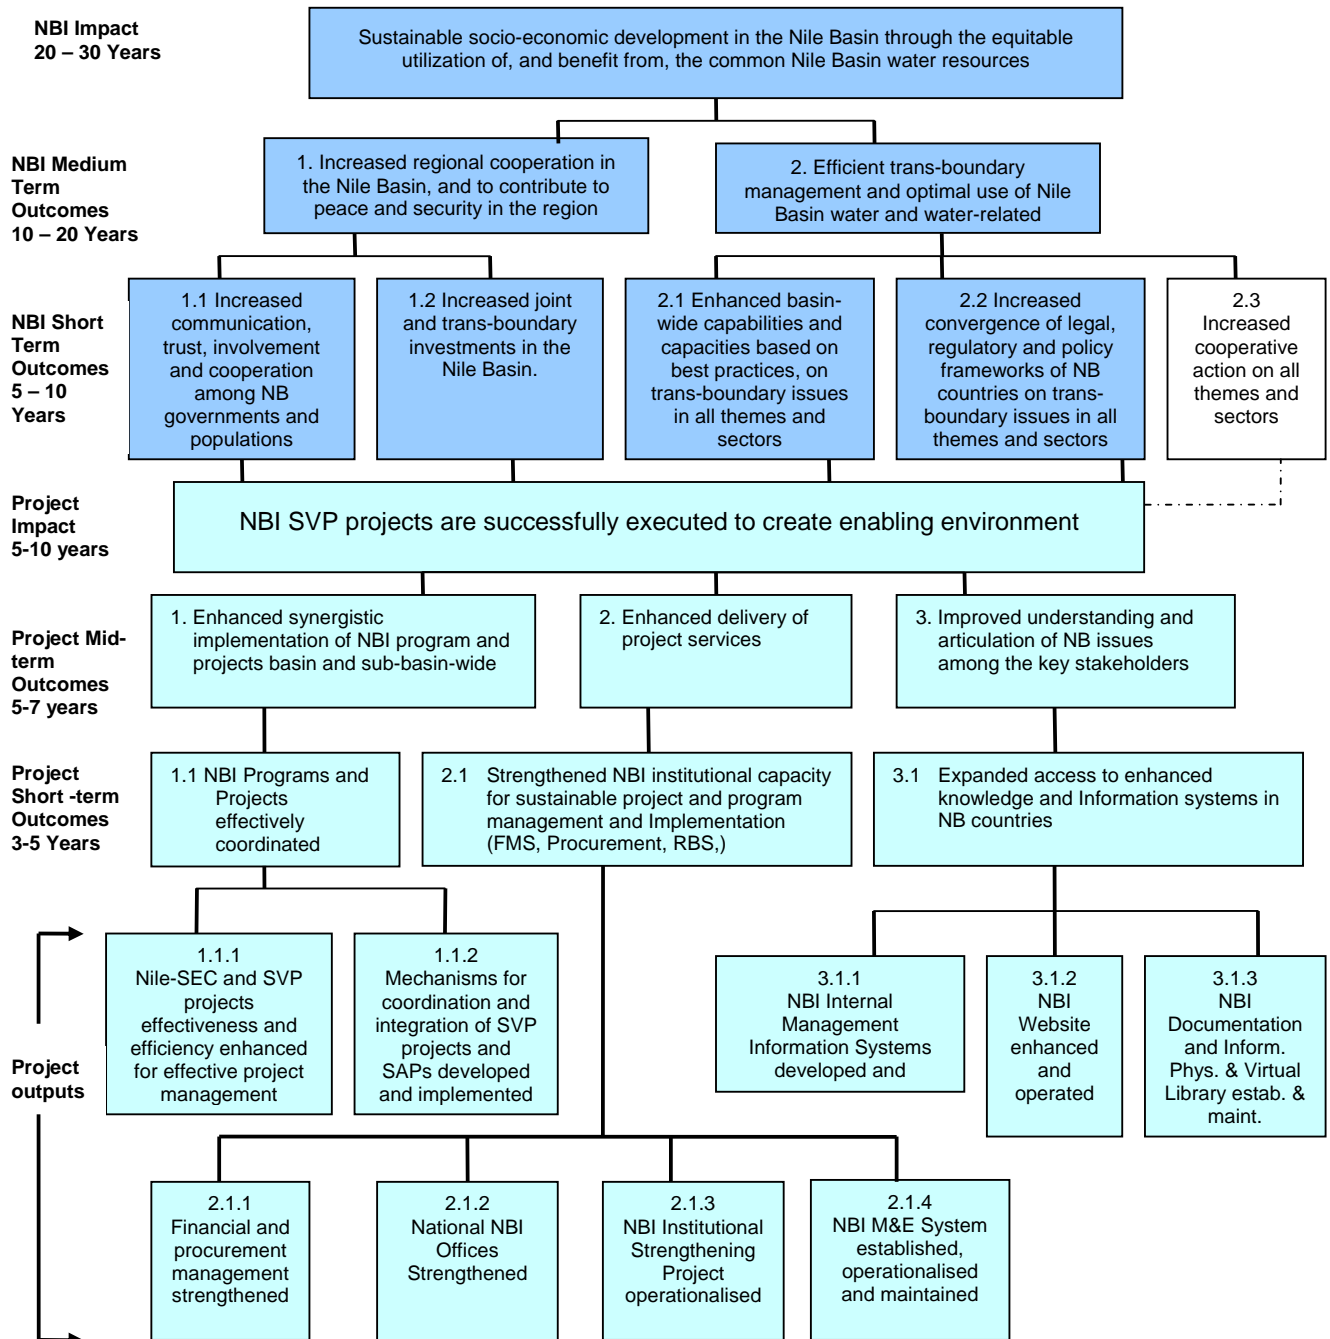 NBI Impact
20 – 30 Years
Sustainable socio-economic development in the Nile Basin through the equitable
utilization of, and benefit from, the common Nile Basin water resources
NBI Medium
Term
Outcomes
10 – 20 Years
1. Increased regional cooperation in
the Nile Basin, and to contribute to
peace and security in the region
2. Efficient trans-boundary
management and optimal use of Nile
Basin water and water-related
NBI Short
Term
Outcomes
5 – 10
Years
1.1 Increased
communication,
trust, involvement
and cooperation
among NB
governments and
populations
1.2 Increased joint
and trans-boundary
investments in the
Nile Basin.
2.1 Enhanced basin-
wide capabilities and
capacities based on
best practices, on
trans-boundary issues
in all themes and
sectors
2.2 Increased
convergence of legal,
regulatory and policy
frameworks of NB
countries on trans-
boundary issues in all
themes and sectors
2.3
Increased
cooperative
action on all
themes and
sectors
Project
Impact
5-10 years
NBI SVP projects are successfully executed to create enabling environment
Project Mid-
term
Outcomes
5-7 years
1. Enhanced synergistic
implementation of NBI program and
projects basin and sub-basin-wide
2. Enhanced delivery of
project services
3. Improved understanding and
articulation of NB issues
among the key stakeholders
Project
Short -term
Outcomes
3-5 Years
1.1 NBI Programs and
Projects
effectively
coordinated
2.1 Strengthened NBI institutional capacity
for sustainable project and program
management and Implementation
(FMS, Procurement, RBS,)
3.1 Expanded access to enhanced
knowledge and Information systems in
NB countries
Project
outputs
1.1.1
Nile-SEC and SVP
projects
effectiveness and
efficiency enhanced
for effective project
management
1.1.2
Mechanisms for
coordination and
integration of SVP
projects and
SAPs developed
and implemented
3.1.1
NBI Internal
Management
Information Systems
developed and
3.1.2
NBI
Website
enhanced
and
operated
3.1.3
NBI
Documentation
and Inform.
Phys. & Virtual
Library estab. &
maint.
2.1.1
Financial and
procurement
management
strengthened
2.1.2
National NBI
Offices
Strengthened
2.1.3
NBI Institutional
Strengthening
Project
operationalised
2.1.4
NBI M&E System
established,
operationalised
and maintained